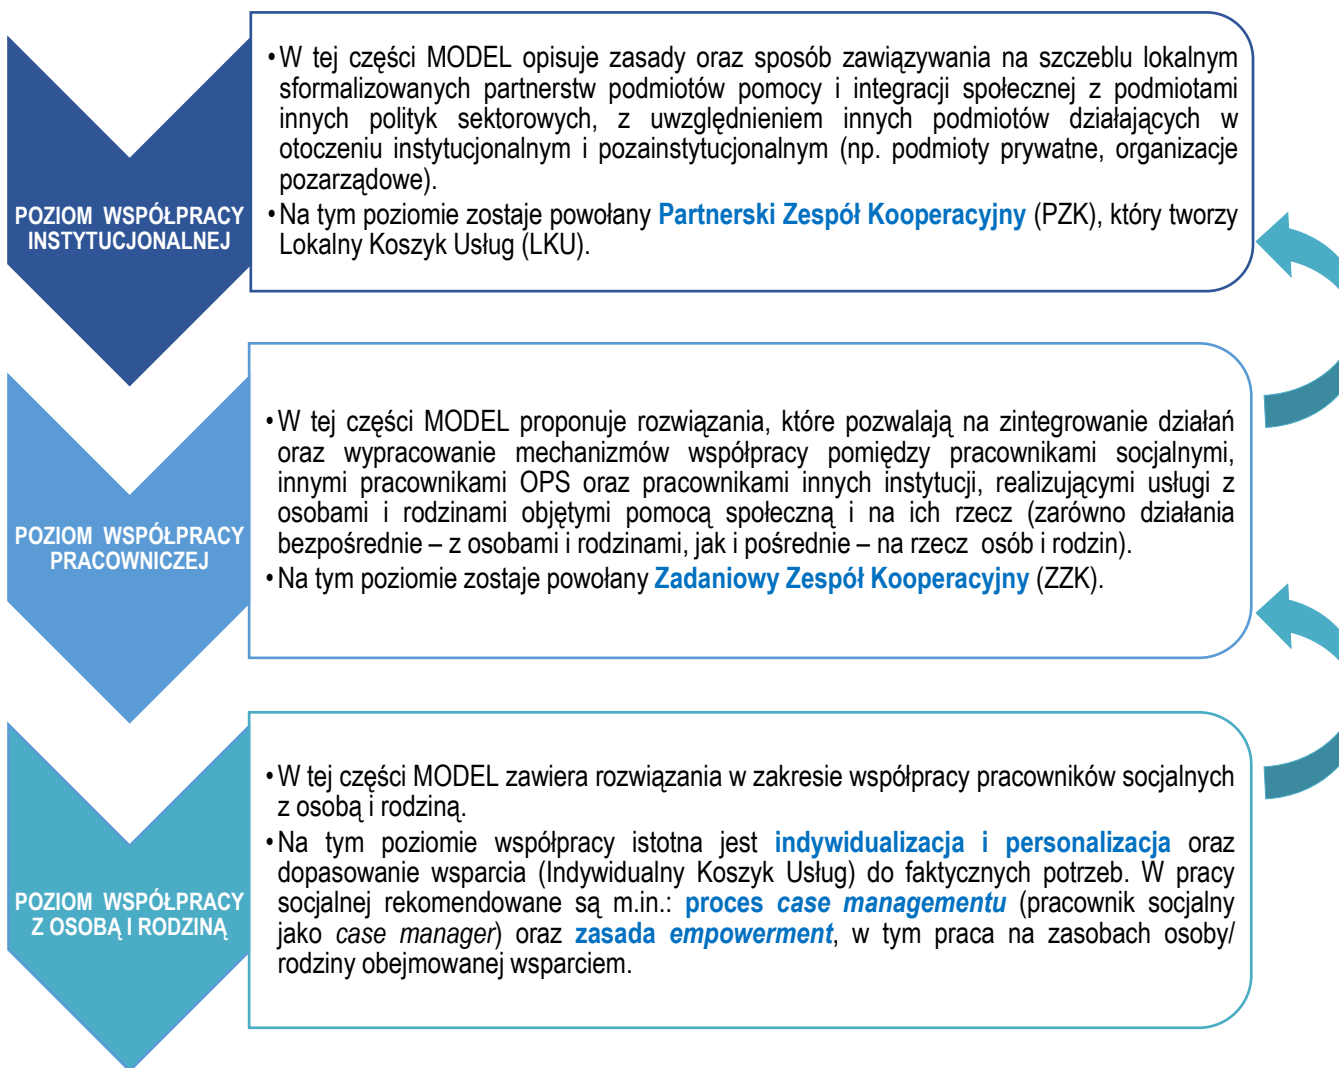 POZIOM WSPÓŁPRACY
INSTYTUCJONALNEJ
•W tej części MODEL opisuje zasady oraz sposób zawiązywania na szczeblu lokalnym
sformalizowanych partnerstw podmiotów pomocy i integracji społecznej z podmiotami
innych polityk sektorowych, z uwzględnieniem innych podmiotów działających w
otoczeniu instytucjonalnym i pozainstytucjonalnym (np. podmioty prywatne, organizacje
pozarządowe).
•Na tym poziomie zostaje powołany Partnerski Zespół Kooperacyjny (PZK), który tworzy
Lokalny Koszyk Usług (LKU).
POZIOM WSPÓŁPRACY
PRACOWNICZEJ
•W tej części MODEL proponuje rozwiązania, które pozwalają na zintegrowanie działań
oraz wypracowanie mechanizmów współpracy pomiędzy pracownikami socjalnymi,
innymi pracownikami OPS oraz pracownikami innych instytucji, realizującymi usługi z
osobami i rodzinami objętymi pomocą społeczną i na ich rzecz (zarówno działania
bezpośrednie – z osobami i rodzinami, jak i pośrednie – na rzecz osób i rodzin).
•Na tym poziomie zostaje powołany Zadaniowy Zespół Kooperacyjny (ZZK).
POZIOM WSPÓŁPRACY
Z OSOBĄ I RODZINĄ
•W tej części MODEL zawiera rozwiązania w zakresie współpracy pracowników socjalnych
z osobą i rodziną.
•Na tym poziomie współpracy istotna jest indywidualizacja i personalizacja oraz
dopasowanie wsparcia (Indywidualny Koszyk Usług) do faktycznych potrzeb. W pracy
socjalnej rekomendowane są m.in.: proces case managementu (pracownik socjalny
jako case manager) oraz zasada empowerment, w tym praca na zasobach osoby/
rodziny obejmowanej wsparciem.